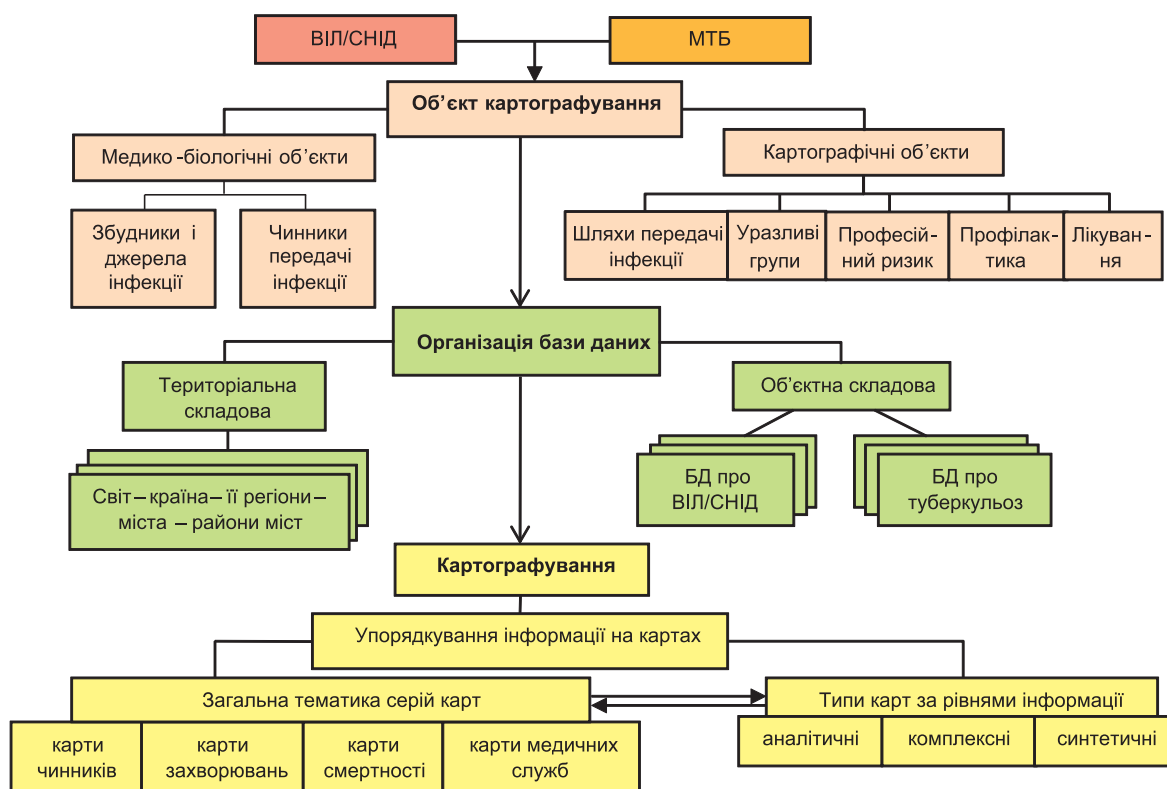 ВІЛ/СНІД
МТБ
Об’єкт картографування
Медико-біологічні об’єкти
Картографічні об’єкти
Збудники і
джерела
інфекції
Чинники
передачі
інфекції
Шляхи передачі
інфекції
Уразливі
групи
Професій-
ний ризик
Профілак-
тика
Лікуван-
ня
Організація бази даних
Територіальна
складова
Об’єктна складова
Світ – країна – її регіони –
міста – райони міст
БД про
ВІЛ/СНІД
БД про
туберкульоз
Картографування
Упорядкування інформації на картах
Загальна тематика серій карт
Типи карт за рівнями інформації
карти
чинників
карти
захворювань
карти
смертності
карти медичних
служб
аналітичні
комплексні
синтетичні